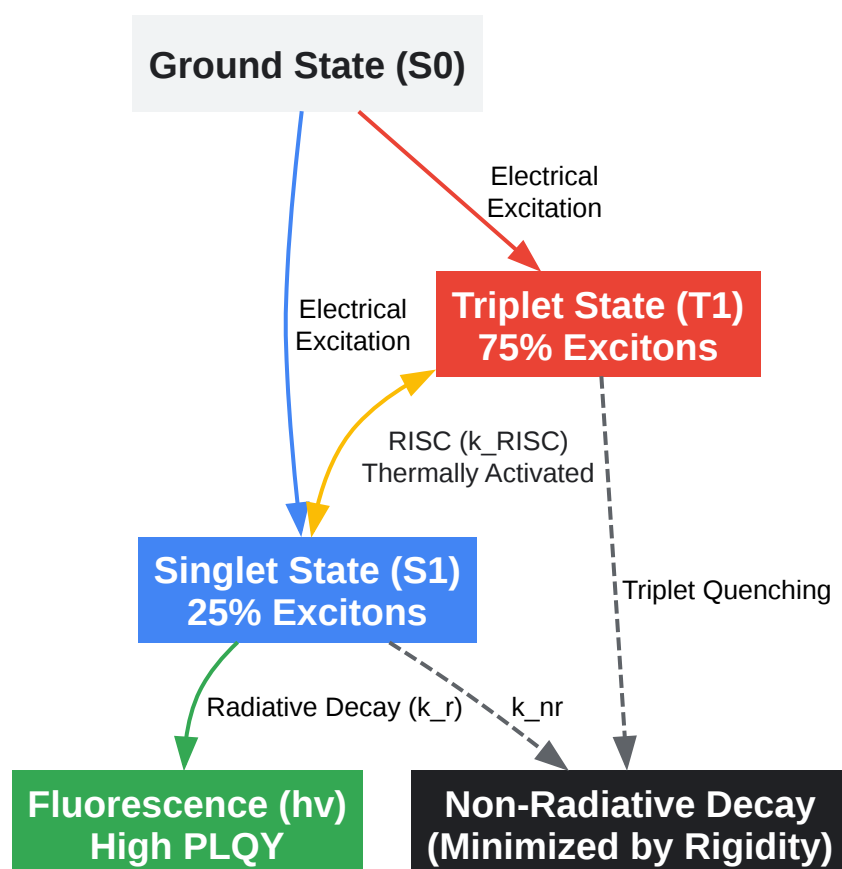 Ground State (S0)
Electrical
Excitation
Triplet State (T1)
75% Excitons
Electrical
Excitation
RISC (k_RISC)
Thermally Activated
Singlet State (S1)
25% Excitons
Triplet Quenching
Radiative Decay (k_r)
k_nr
Fluorescence (hv)
High PLQY
Non-Radiative Decay
(Minimized by Rigidity)